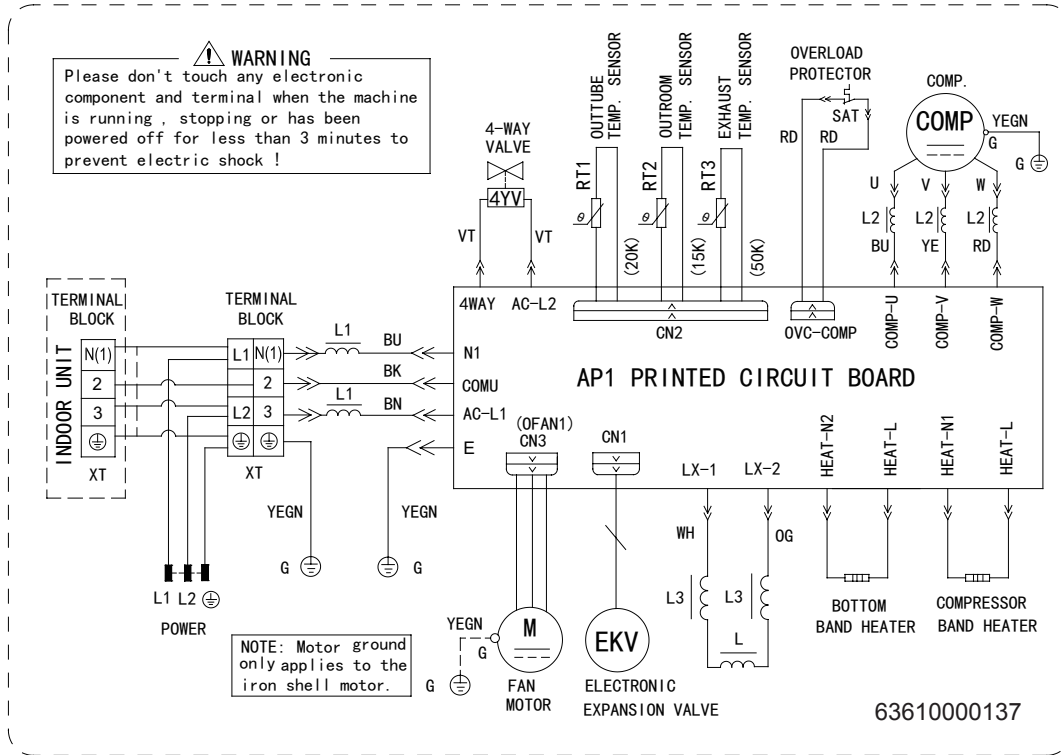 WARNING
Please don't touch any electronic
component and terminal when the machine
is running , stopping or has been
powered off for less than 3 minutes to
prevent electric shock !
4-WAY
VALVE
4YV
VT
VT
RT1
OUTTUBE
TEMP. SENSOR
θ
(20K)
RT2
OUTROOM
TEMP. SENSOR
θ
(15K)
RT3
EXHAUST
TEMP. SENSOR
θ
(50K)
OVERLOAD
PROTECTOR
SAT
RD
RD
COMP.
COMP
YEGN
G
G
U
V
W
L2
L2
L2
BU
YE
RD
4WAY
AC-L2
CN2
OVC-COMP
COMP-U
COMP-V
COMP-W
INDOOR UNIT
TERMINAL
BLOCK
N(1)
2
3
XT
TERMINAL
BLOCK
L1
N(1)
2
L2
3
XT
L1
BU
N1
BK
COMU
L1
BN
AC-L1
E
AP1 PRINTED CIRCUIT BOARD
(OFAN1)
CN3
CN1
LX-1
LX-2
HEAT-N2
HEAT-L
HEAT-N1
HEAT-L
YEGN
G
YEGN
G
L1 L2
POWER
NOTE: Motor ground
only applies to the
iron shell motor.
YEGN
G
G
M
FAN
MOTOR
EKV
ELECTRONIC
EXPANSION VALVE
WH
OG
L3
L3
L
BOTTOM
BAND HEATER
COMPRESSOR
BAND HEATER
63610000137